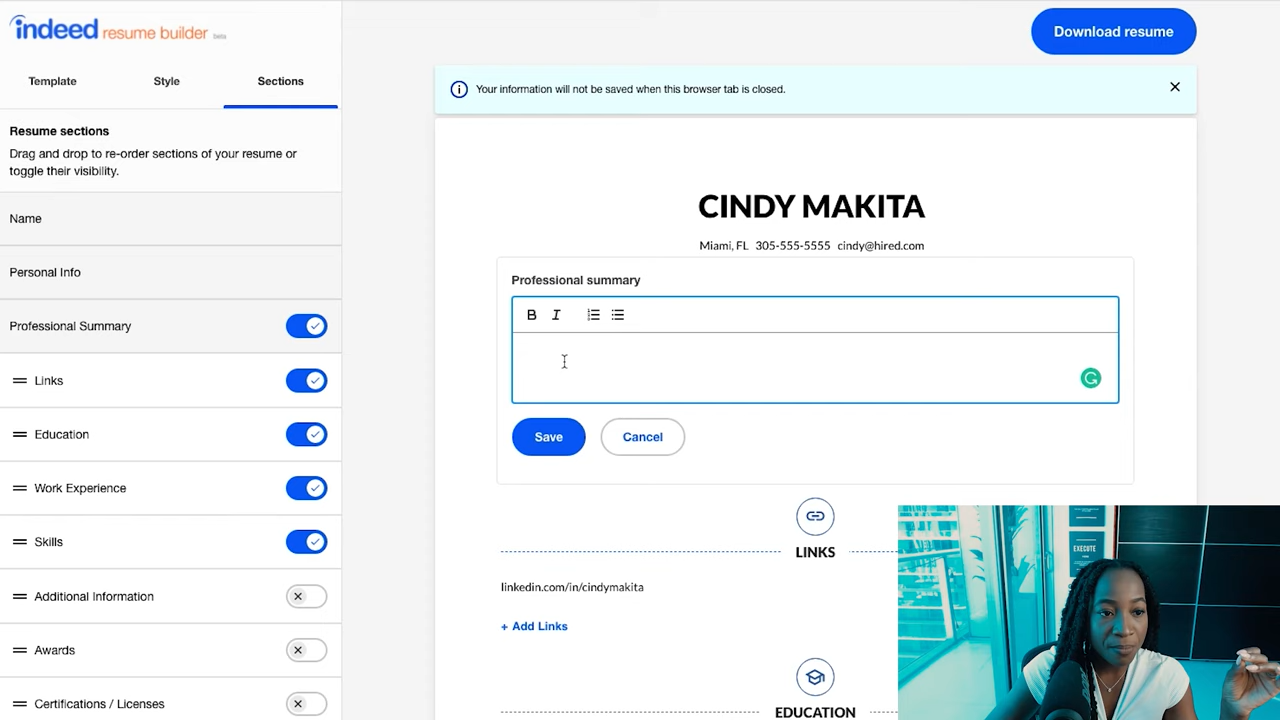 indeed resume builder beta
Download resume
Template Style Sections
Your information will not be saved when this browser tab is closed.
Resume sections
Drag and drop to re-order sections of your resume or
toggle their visibility.
Name
Personal Info
Professional Summary
Links
Education
Work Experience
Skills
Additional Information
Awards
Certifications / Licenses
CINDY MAKITA
Miami, FL 305-555-5555 cindy@hired.com
Professional summary
B I
Save Cancel
LINKS
linkedin.com/in/cindymakita
+ Add Links
EDUCATION
EXECUTE